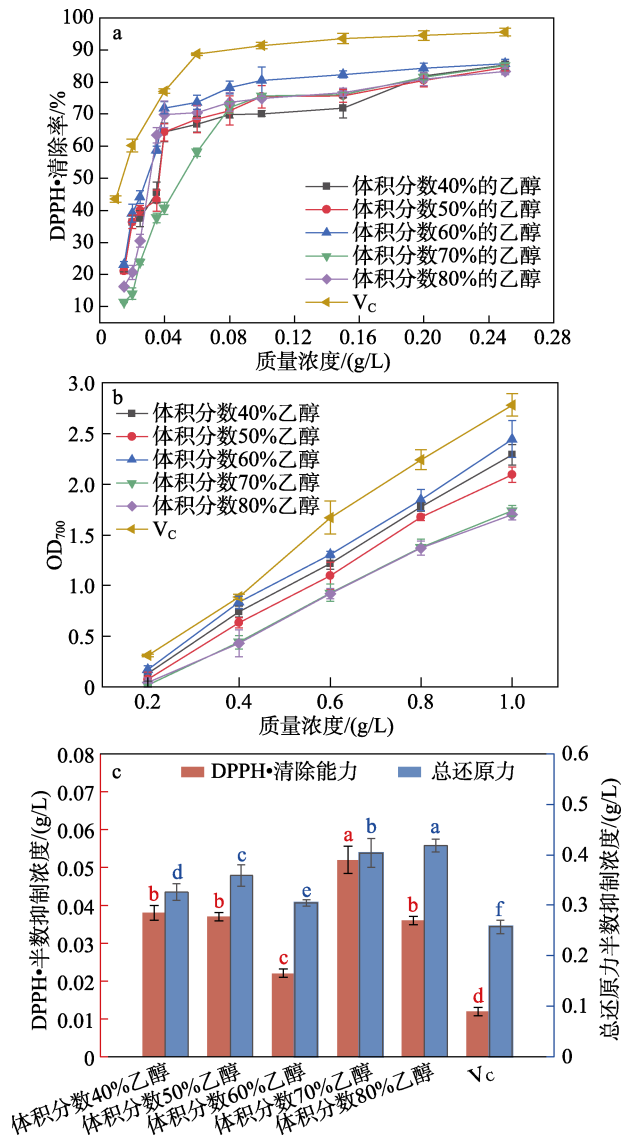 a
DPPH•清除率/%
100
90
80
70
60
50
40
30
20
10
体积分数40%的乙醇
体积分数50%的乙醇
体积分数60%的乙醇
体积分数70%的乙醇
体积分数80%的乙醇
VC
0 0.04 0.08 0.12 0.16 0.20 0.24 0.28
质量浓度/(g/L)
b
OD700
3.0
2.5
2.0
1.5
1.0
0.5
0
体积分数40%乙醇
体积分数50%乙醇
体积分数60%乙醇
体积分数70%乙醇
体积分数80%乙醇
VC
0.2 0.4 0.6 0.8 1.0
质量浓度/(g/L)
c
DPPH•清除能力 总还原力
DPPH•半数抑制浓度/(g/L)
0.08
0.07
0.06
0.05
0.04
0.03
0.02
0.01
0
总还原力半数抑制浓度/(g/L)
0.6
0.5
0.4
0.3
0.2
0.1
0
b d b c c e a b b a d f
体积分数40%乙醇
体积分数50%乙醇
体积分数60%乙醇
体积分数70%乙醇
体积分数80%乙醇
VC